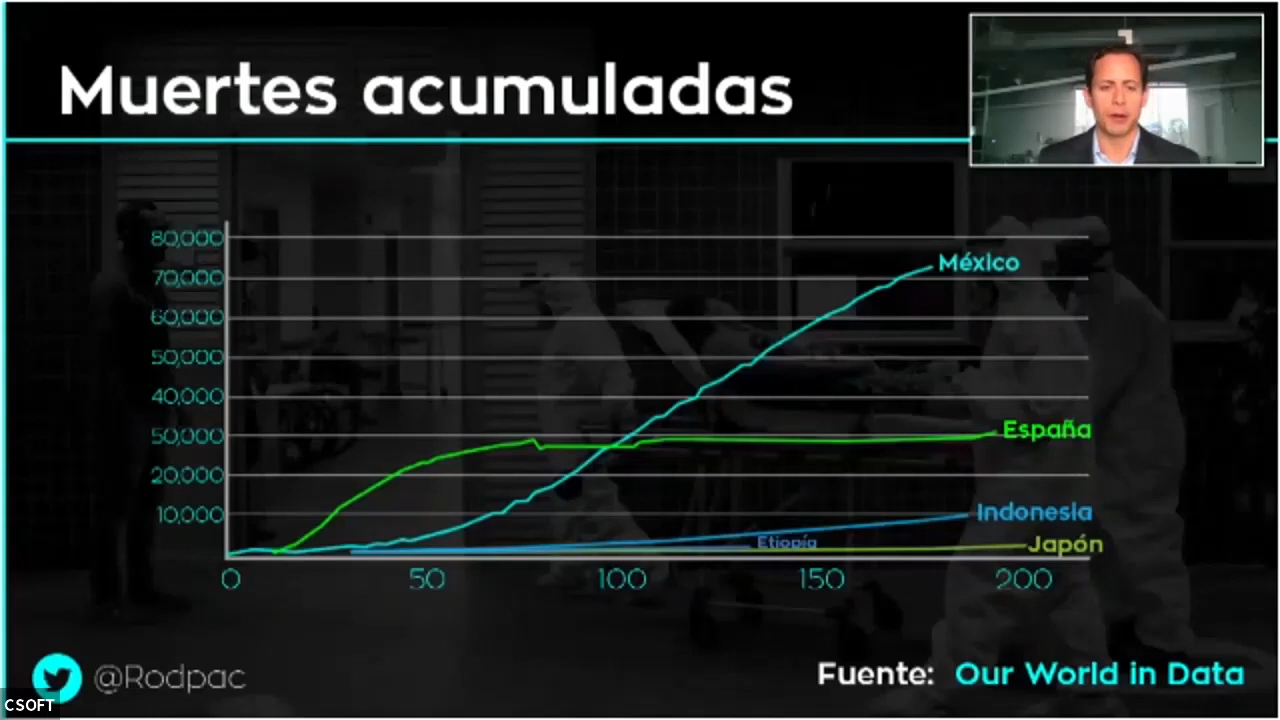 Muertes acumuladas
80,000
70,000
60,000
50,000
40,000
50,000
20,000
10,000
México
España
Indonesia
Etiopía
Japón
0 50 100 150 200
@Rodpac
Fuente: Our World in Data
CSOFT